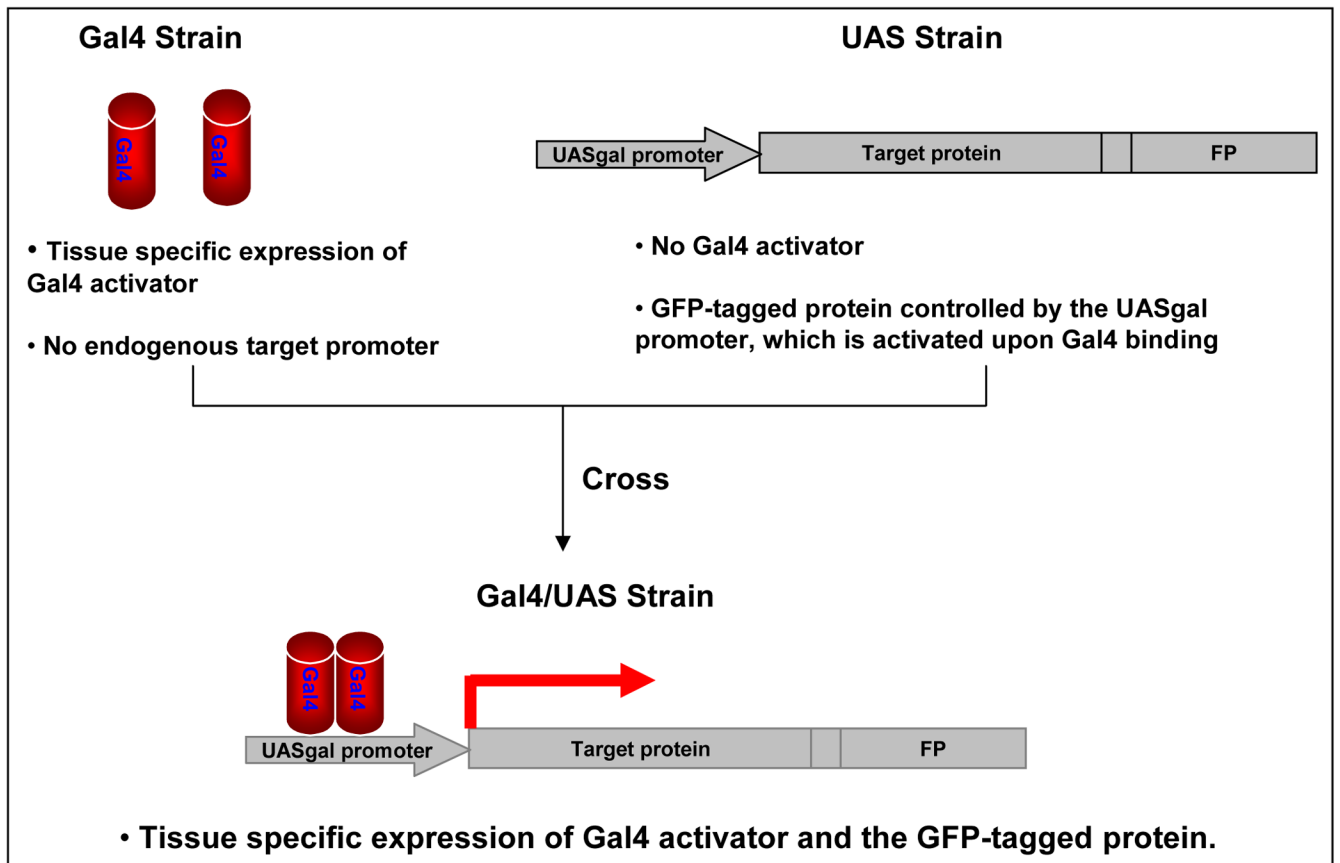 Gal4 Strain
UAS Strain
Gal4
Gal4
UASgal promoter
Target protein
FP
• Tissue specific expression of
Gal4 activator
• No endogenous target promoter
• No Gal4 activator
• GFP-tagged protein controlled by the UASgal
promoter, which is activated upon Gal4 binding
Cross
Gal4/UAS Strain
Gal4
Gal4
UASgal promoter
Target protein
FP
• Tissue specific expression of Gal4 activator and the GFP-tagged protein.